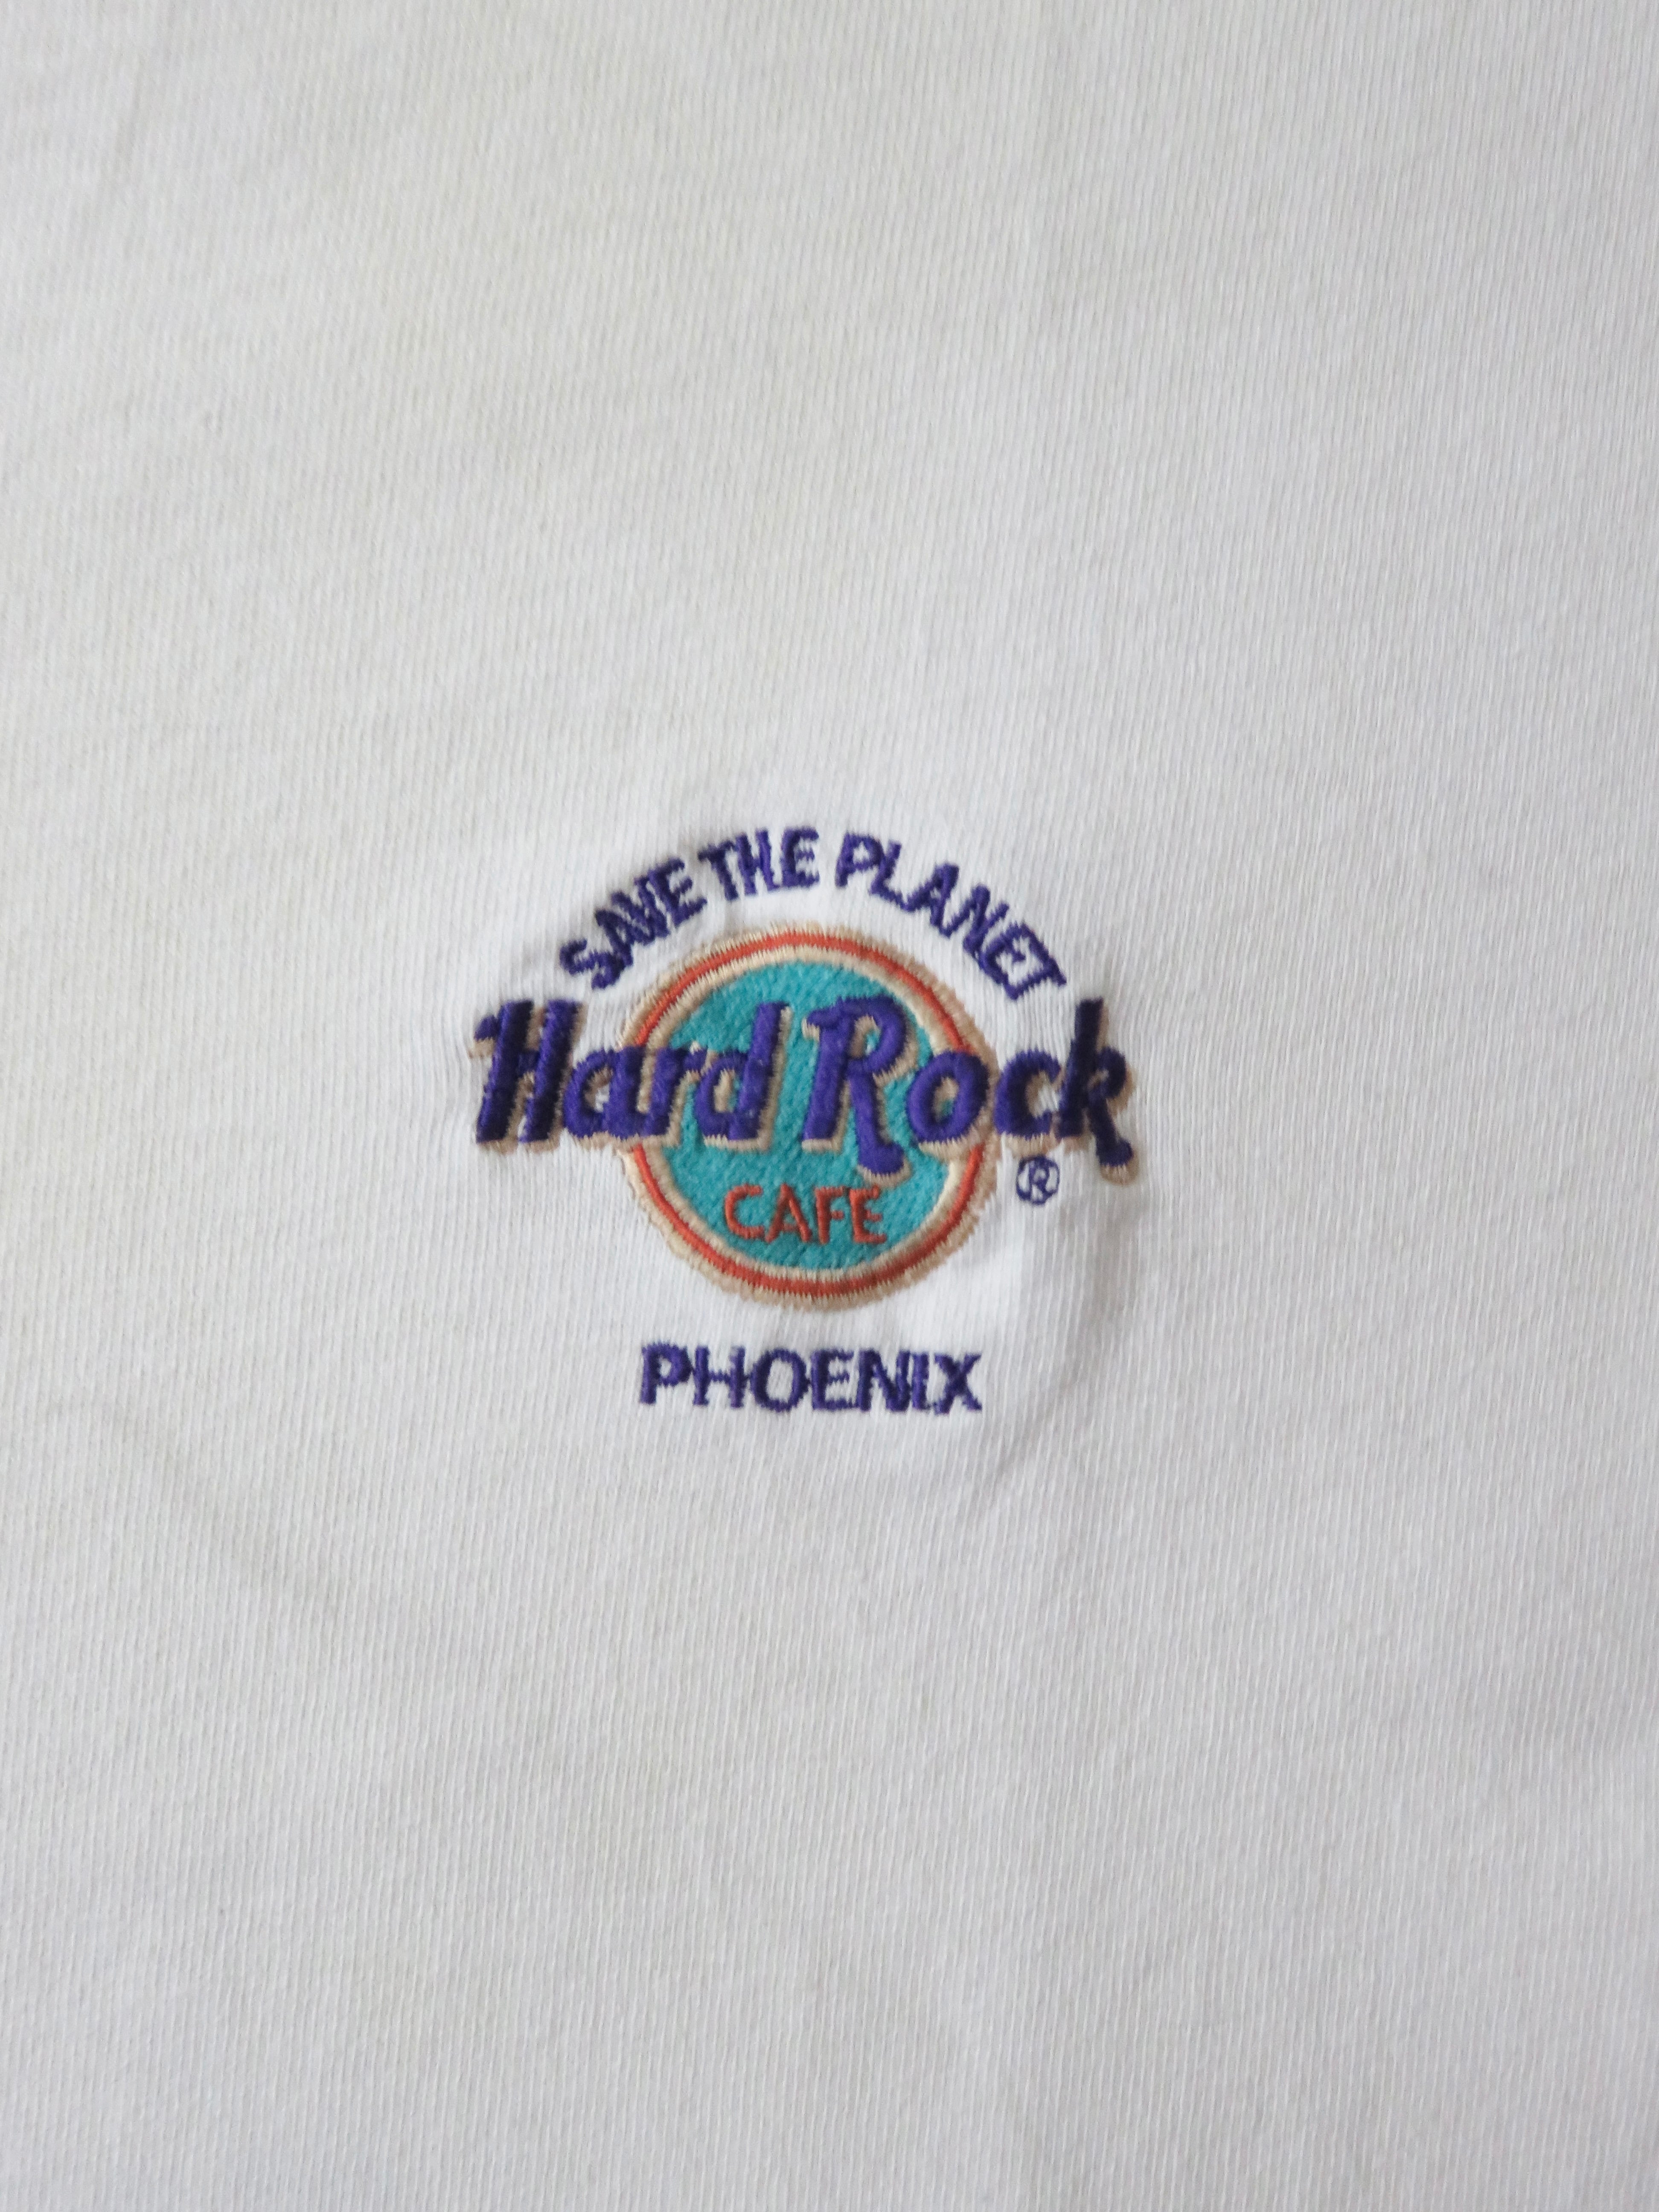 SAVE THE PLANET
Hard Rock
®
CAFE
PHOENIX